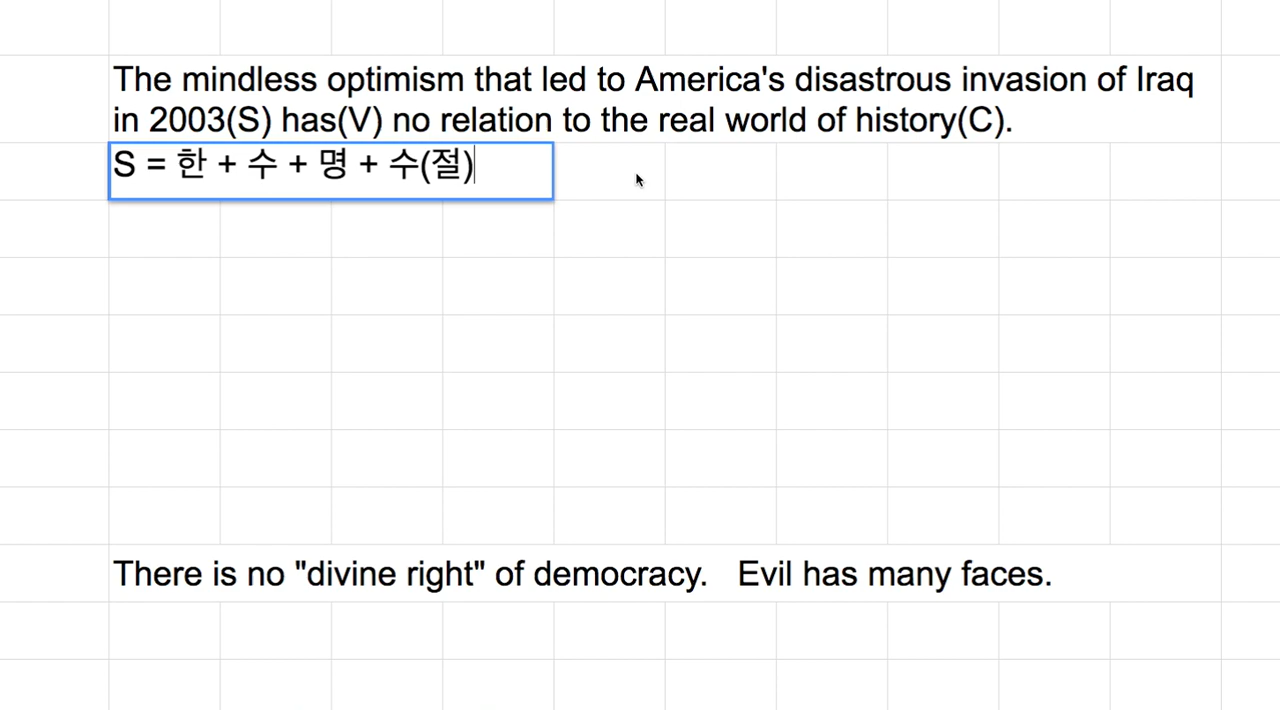 The mindless optimism that led to America's disastrous invasion of Iraq
in 2003(S) has(V) no relation to the real world of history(C).
S = 한 + 수 + 명 + 수(절)
There is no "divine right" of democracy.   Evil has many faces.